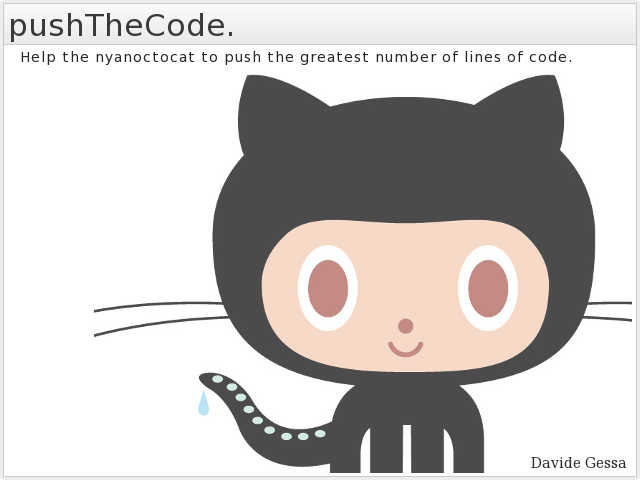 pushTheCode.
Help the nyanoctocat to push the greatest number of lines of code.
Davide Gessa